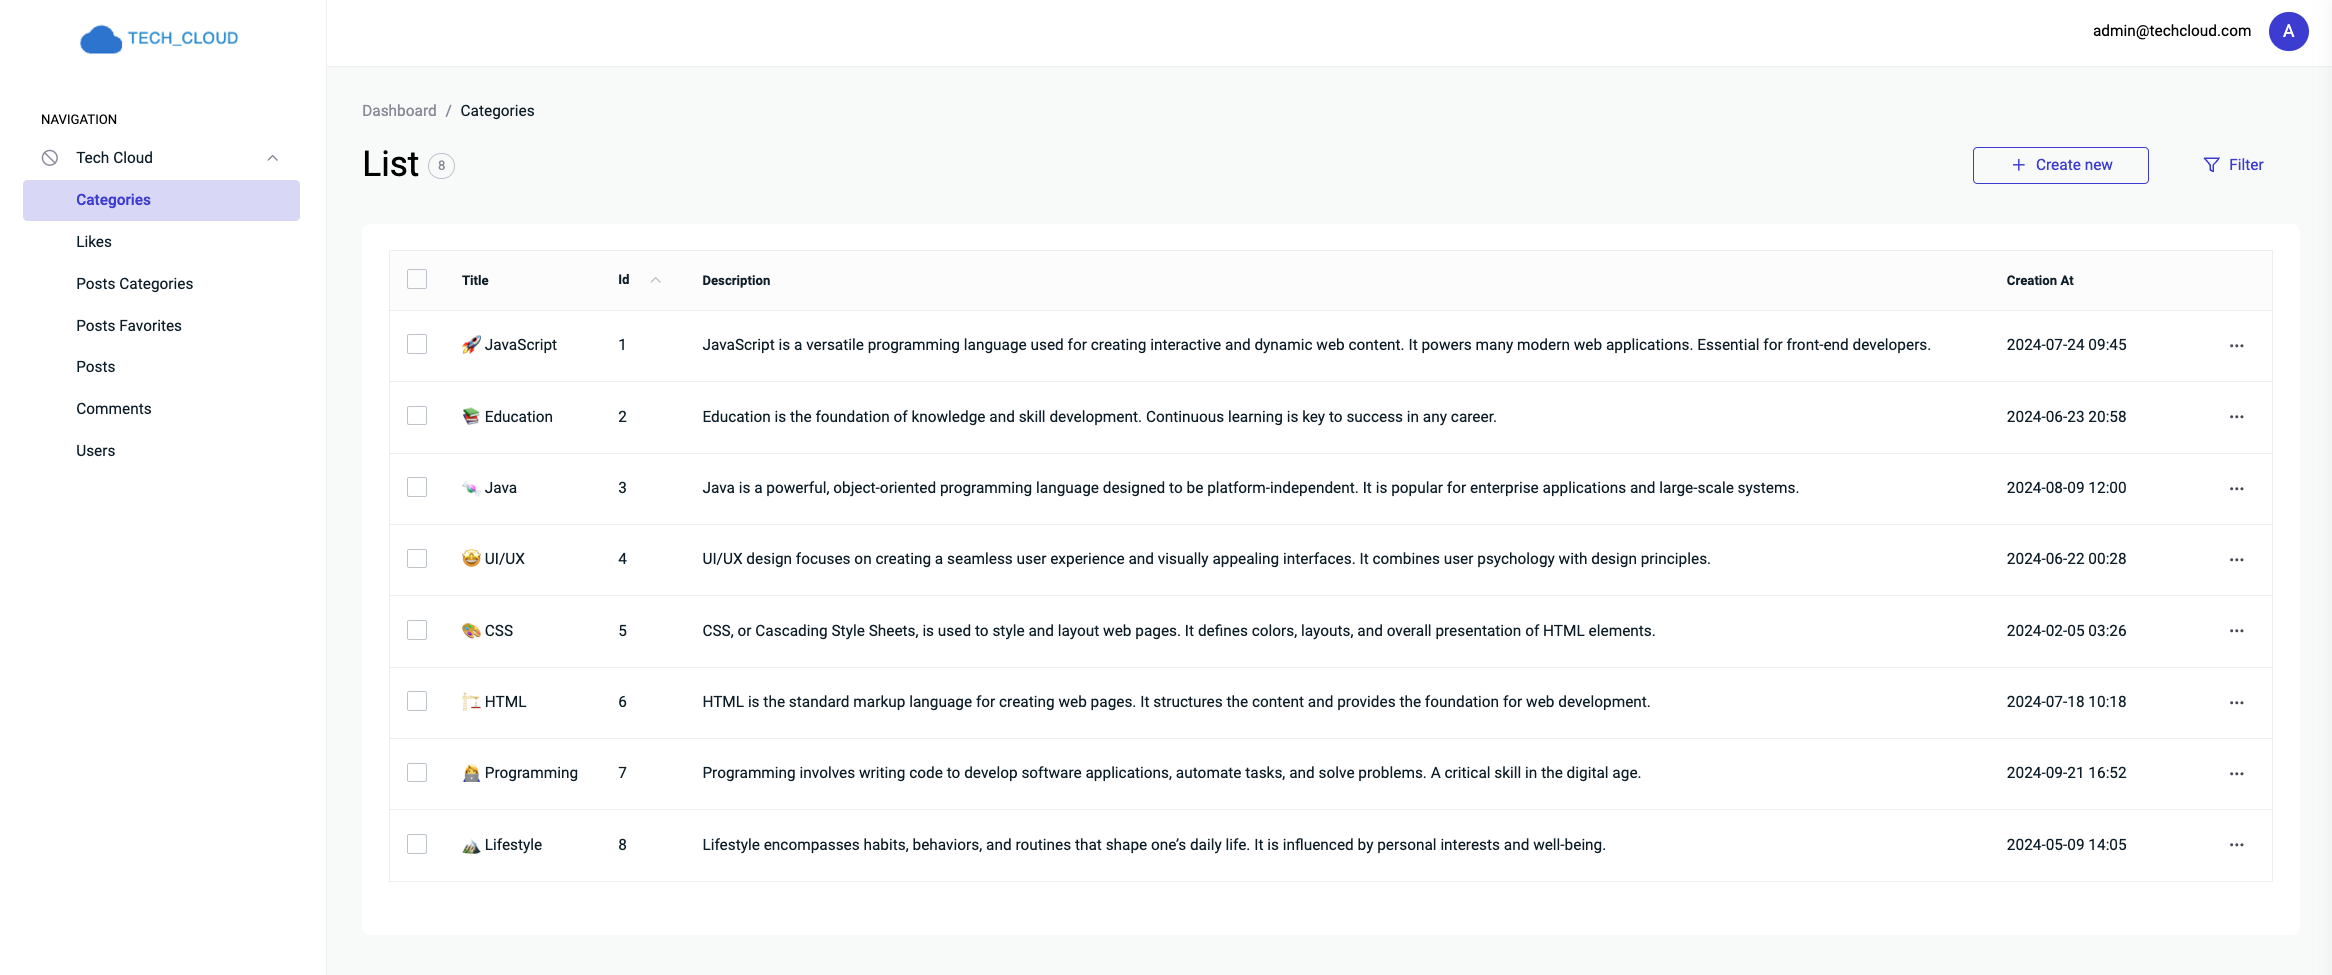 TECH_CLOUD
admin@techcloud.com A
NAVIGATION
Tech Cloud
Categories
Likes
Posts Categories
Posts Favorites
Posts
Comments
Users
Dashboard / Categories
List 8
+ Create new Filter
Title Id Description Creation At
🚀 JavaScript 1 JavaScript is a versatile programming language used for creating interactive and dynamic web content. It powers many modern web applications. Essential for front-end developers. 2024-07-24 09:45 ...
📚 Education 2 Education is the foundation of knowledge and skill development. Continuous learning is key to success in any career. 2024-06-23 20:58 ...
🍬 Java 3 Java is a powerful, object-oriented programming language designed to be platform-independent. It is popular for enterprise applications and large-scale systems. 2024-08-09 12:00 ...
🤩 UI/UX 4 UI/UX design focuses on creating a seamless user experience and visually appealing interfaces. It combines user psychology with design principles. 2024-06-22 00:28 ...
🎨 CSS 5 CSS, or Cascading Style Sheets, is used to style and layout web pages. It defines colors, layouts, and overall presentation of HTML elements. 2024-02-05 03:26 ...
🏗️ HTML 6 HTML is the standard markup language for creating web pages. It structures the content and provides the foundation for web development. 2024-07-18 10:18 ...
👩‍💻 Programming 7 Programming involves writing code to develop software applications, automate tasks, and solve problems. A critical skill in the digital age. 2024-09-21 16:52 ...
🏔️ Lifestyle 8 Lifestyle encompasses habits, behaviors, and routines that shape one’s daily life. It is influenced by personal interests and well-being. 2024-05-09 14:05 ...